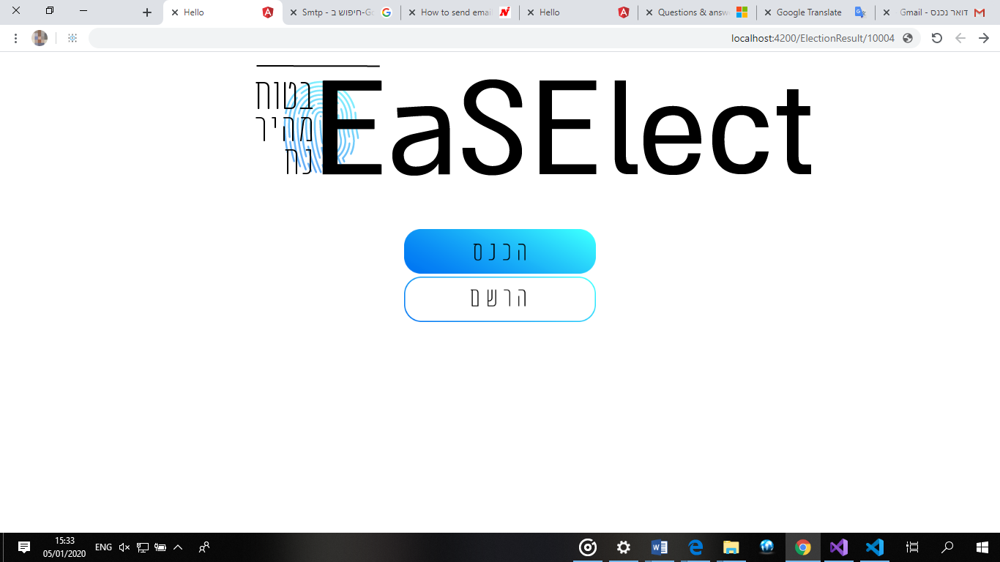 Hello
Smtp - חיפוש ב-Go
How to send email
Hello
Questions & answ
Google Translate
דואר נכנס - Gmail
localhost:4200/ElectionResult/10004
בטוח
מהיר
נח
EaSElect
הכנס
הרשם
15:33
05/01/2020
ENG